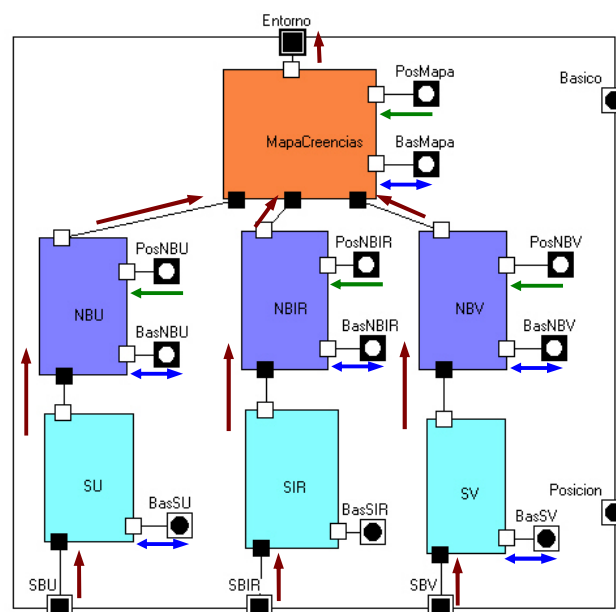 Entorno
PosMapa
Basico
MapaCreencias
BasMapa
PosNBU
PosNBIR
PosNBV
NBU
NBIR
NBV
BasNBU
BasNBIR
BasNBV
SU
SIR
SV
Posicion
BasSU
BasSIR
BasSV
SBU
SBIR
SBV